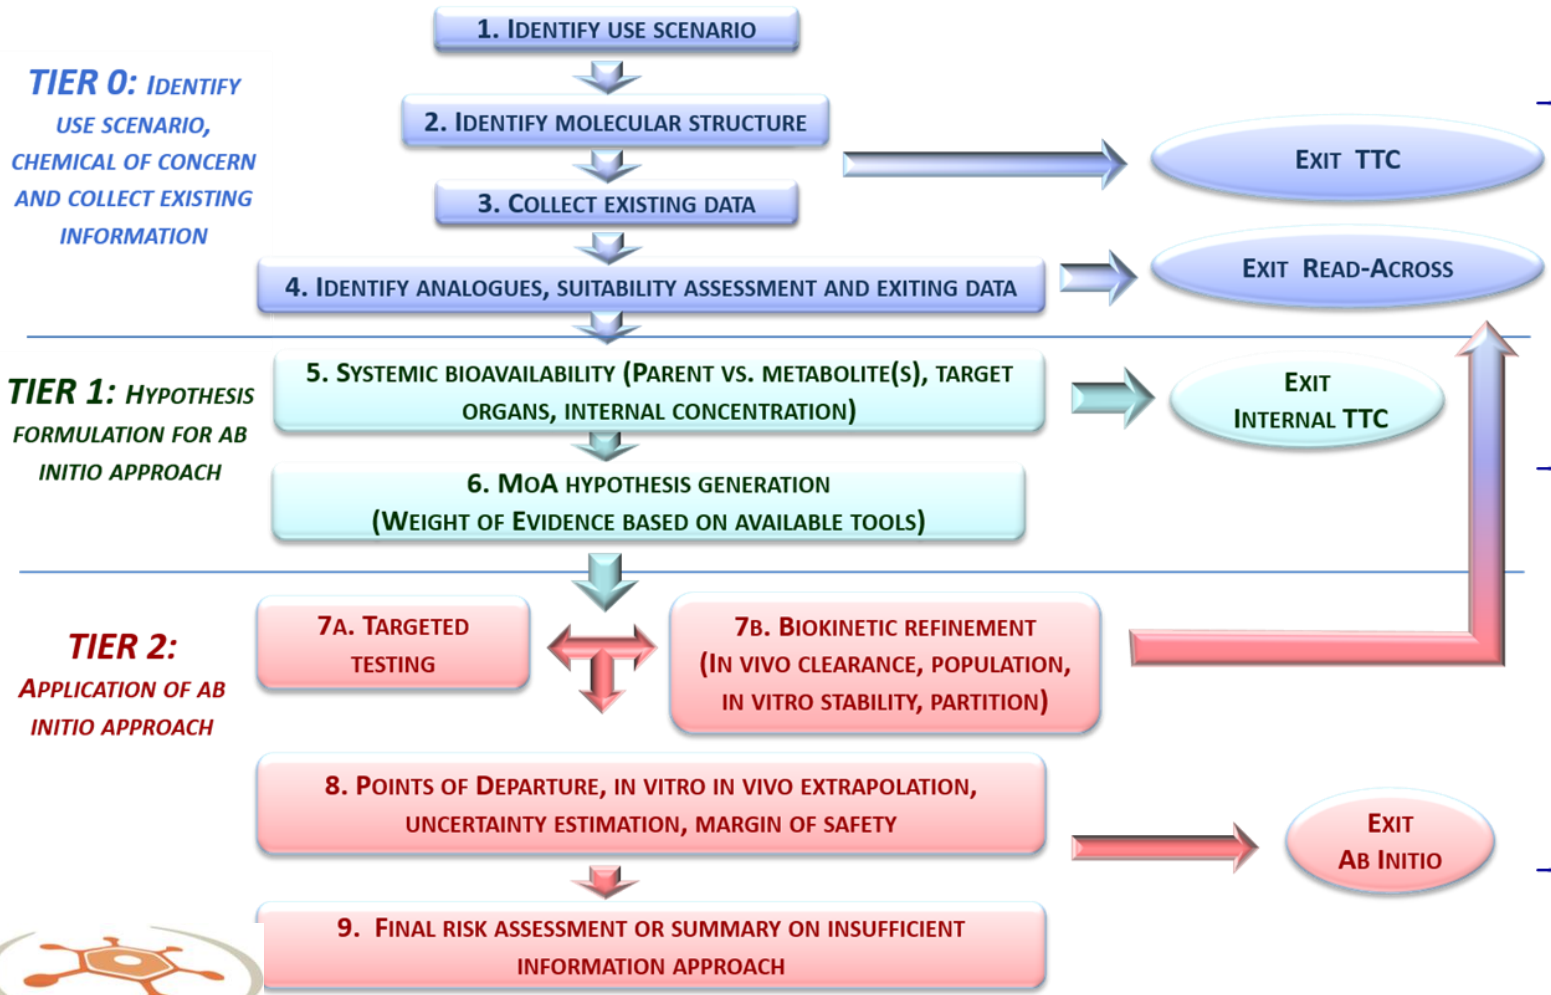 1. Identify use scenario
TIER 0: Identify
use scenario,
chemical of concern
and collect existing
information
2. Identify molecular structure
Exit TTC
3. Collect existing data
4. Identify analogues, suitability assessment and exiting data
Exit Read-Across
TIER 1: Hypothesis
formulation for ab
initio approach
5. Systemic bioavailability (Parent vs. metabolite(s), target
organs, internal concentration)
Exit
Internal TTC
6. MoA hypothesis generation
(Weight of Evidence based on available tools)
TIER 2:
Application of ab
initio approach
7a. Targeted
testing
7b. Biokinetic refinement
(In vivo clearance, population,
in vitro stability, partition)
8. Points of Departure, in vitro in vivo extrapolation,
uncertainty estimation, margin of safety
Exit
Ab Initio
9. Final risk assessment or summary on insufficient
information approach